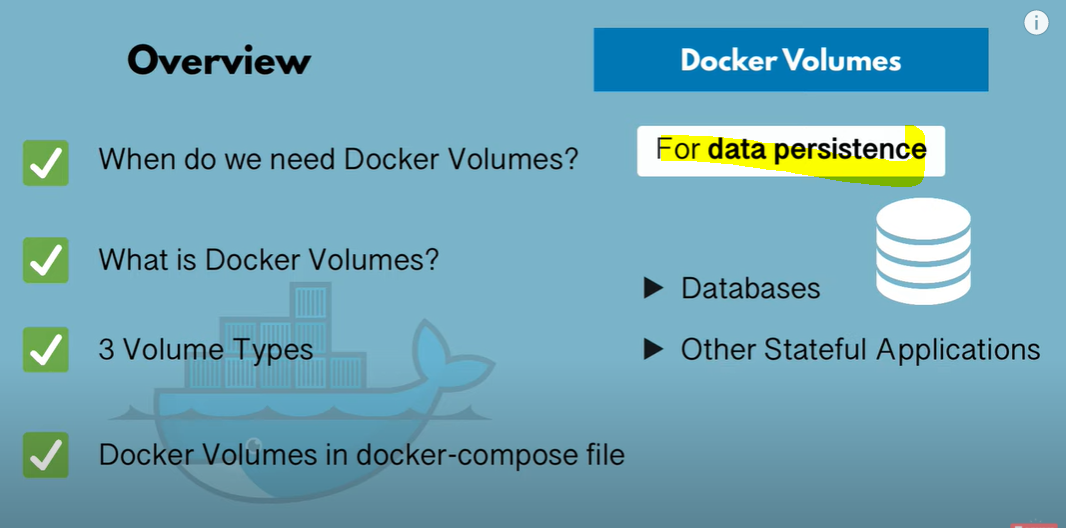 Overview
When do we need Docker Volumes?
What is Docker Volumes?
3 Volume Types
Docker Volumes in docker-compose file
Docker Volumes
For data persistence
Databases
Other Stateful Applications